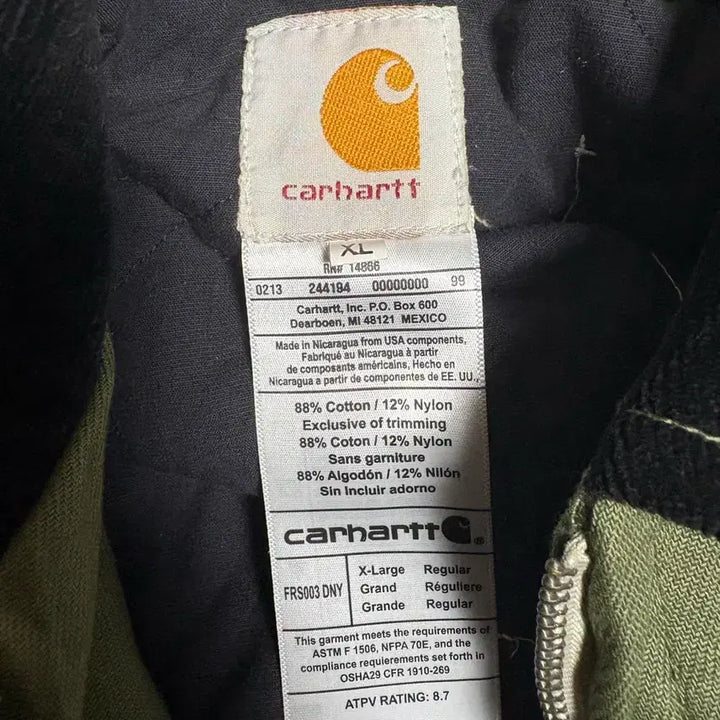 carhartt
XL
RN# 14866
0213 244194 00000000 99
Carhartt, Inc. P.O. Box 600
Dearboen, MI 48121 MEXICO
Made in Nicaragua from USA components,
Fabriqué au Nicaragua à partir
de composants américains, Hecho en
Nicaragua a partir de componentes de EE. UU.,
88% Cotton / 12% Nylon
Exclusive of trimming
88% Coton / 12% Nylon
Sans garniture
88% Algodón / 12% Nilón
Sin Incluir adorno
carhartt ®
FRS003 DNY
X-Large Regular
Grand Réguliere
Grande Regular
This garment meets the requirements of
ASTM F 1506, NFPA 70E, and the
compliance requirements set forth in
OSHA29 CFR 1910-269
ATPV RATING: 8.7